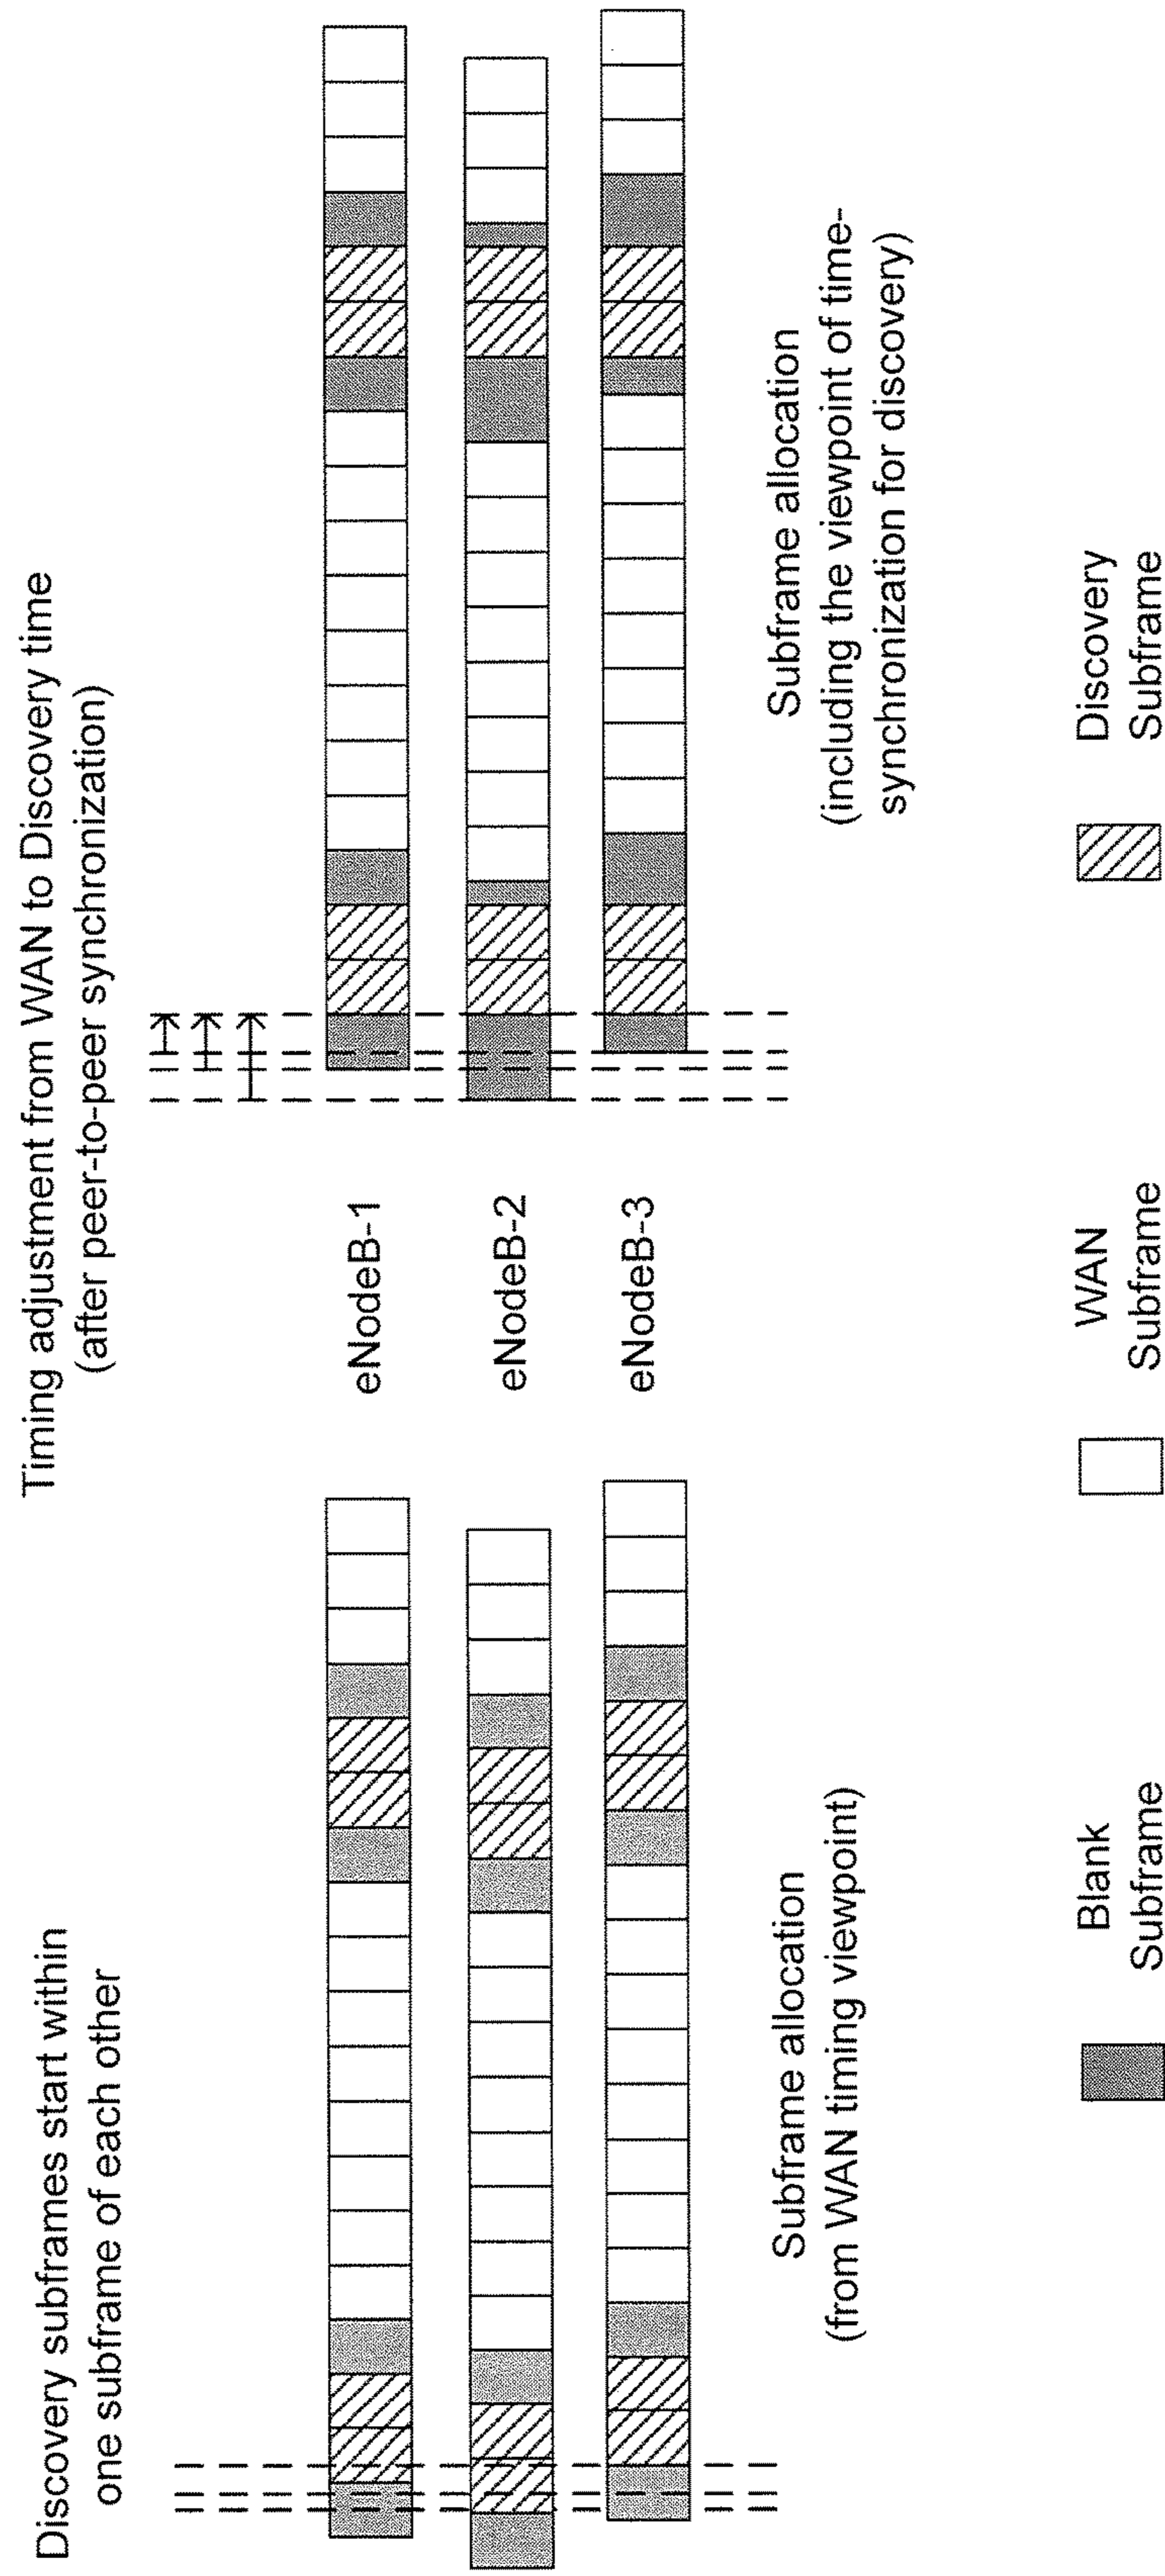 Discovery subframes start within
one subframe of each other
Timing adjustment from WAN to Discovery time
(after peer-to-peer synchronization)
eNodeB-1
eNodeB-2
eNodeB-3
Subframe allocation
(from WAN timing viewpoint)
Subframe allocation
(including the viewpoint of time-
synchronization for discovery)
Blank
Subframe
WAN
Subframe
Discovery
Subframe